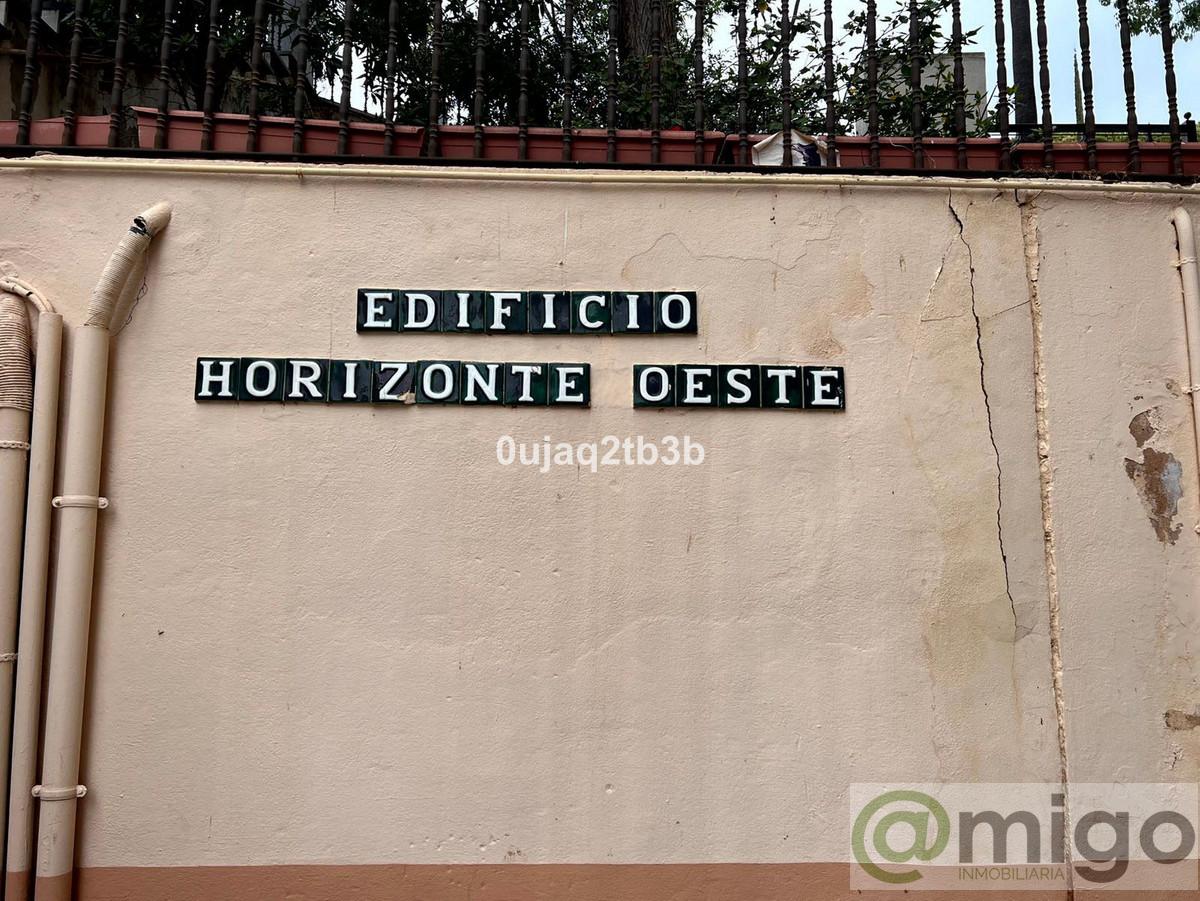 EDIFICIO
HORIZONTE OESTE
0ujaq2tb3b
@migo
INMOBILIARIA